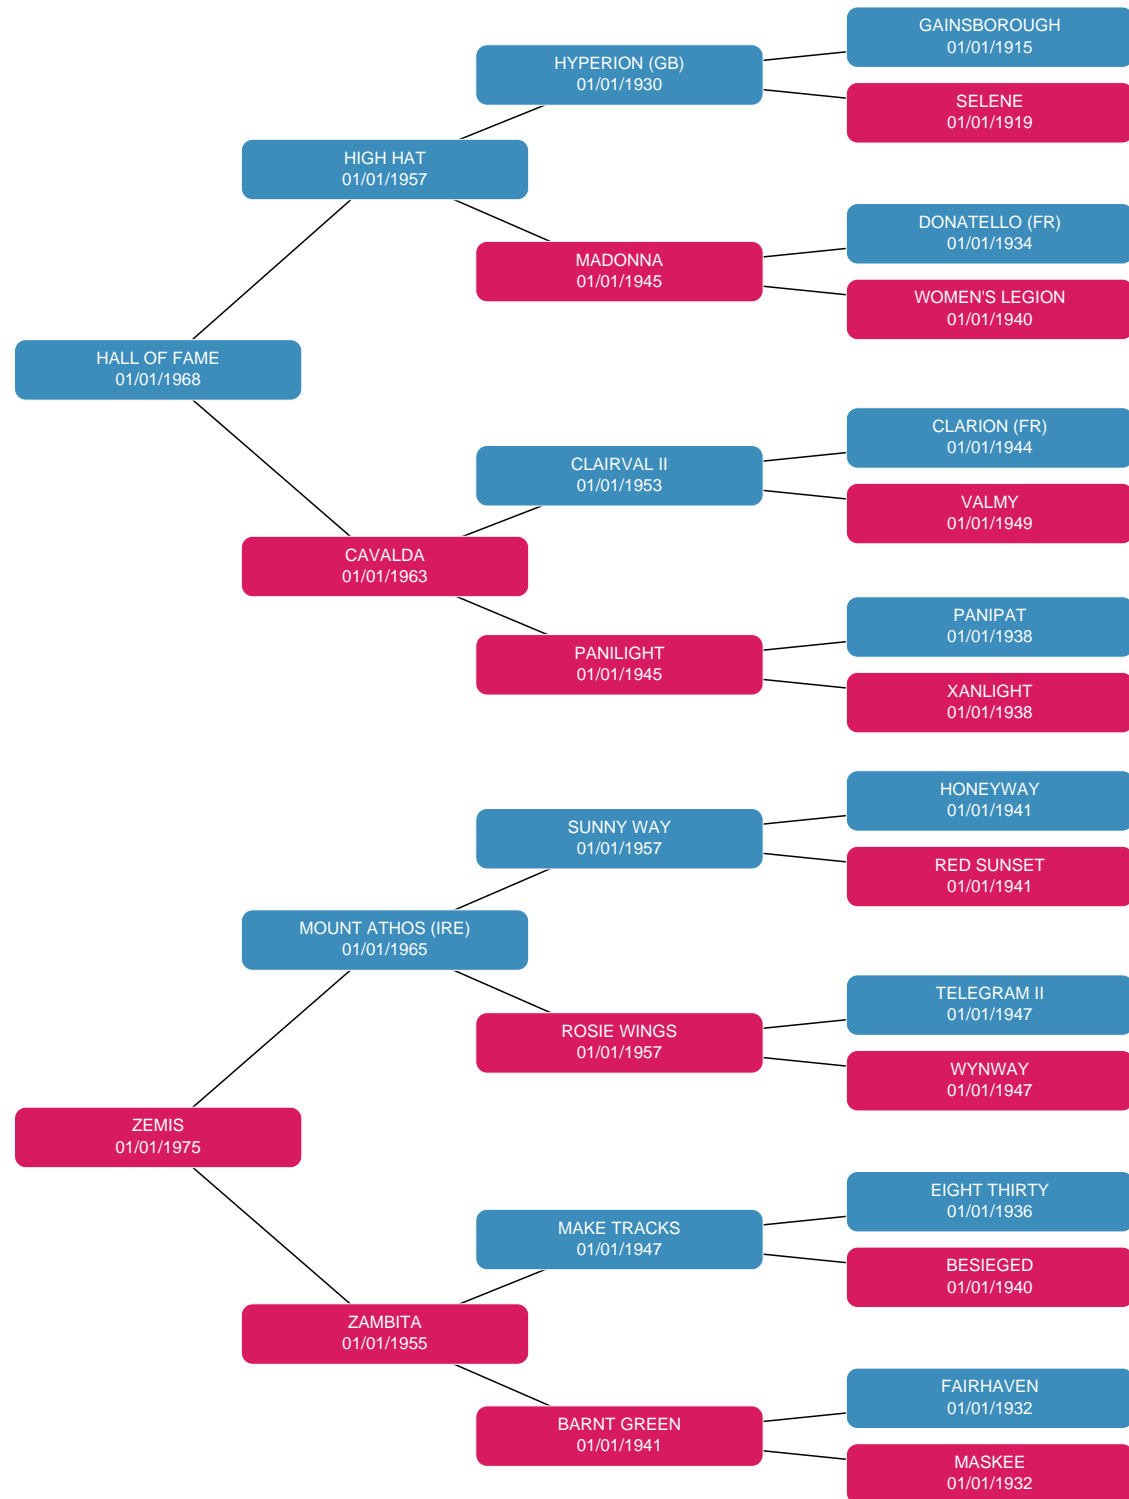 GAINSBOROUGH
01/01/1915
HYPERION (GB)
01/01/1930
SELENE
01/01/1919
HIGH HAT
01/01/1957
DONATELLO (FR)
01/01/1934
MADONNA
01/01/1945
WOMEN'S LEGION
01/01/1940
HALL OF FAME
01/01/1968
CLARION (FR)
01/01/1944
CLAIRVAL II
01/01/1953
VALMY
01/01/1949
CAVALDA
01/01/1963
PANIPAT
01/01/1938
PANILIGHT
01/01/1945
XANLIGHT
01/01/1938
HONEYWAY
01/01/1941
SUNNY WAY
01/01/1957
RED SUNSET
01/01/1941
MOUNT ATHOS (IRE)
01/01/1965
TELEGRAM II
01/01/1947
ROSIE WINGS
01/01/1957
WYNWAY
01/01/1947
ZEMIS
01/01/1975
EIGHT THIRTY
01/01/1936
MAKE TRACKS
01/01/1947
BESIEGED
01/01/1940
ZAMBITA
01/01/1955
FAIRHAVEN
01/01/1932
BARNT GREEN
01/01/1941
MASKEE
01/01/1932